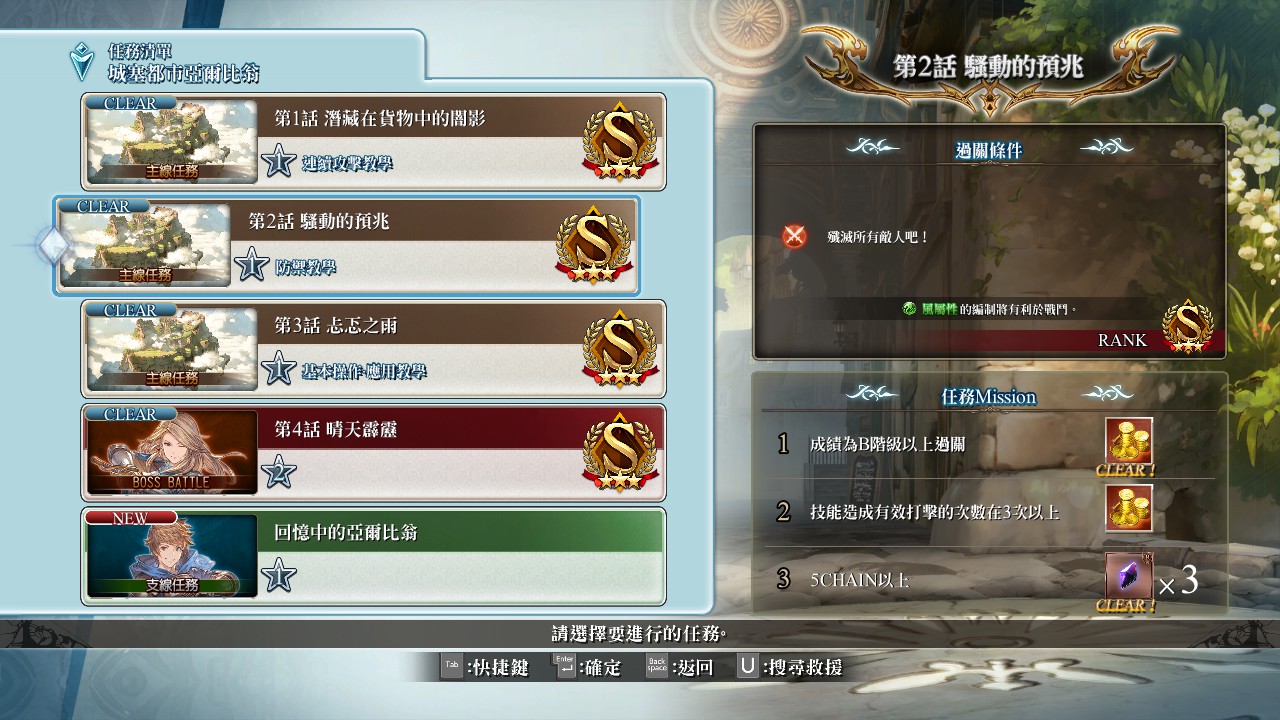 任務清單
城塞都市亞爾比翁
CLEAR
主線任務
第1話 潛藏在貨物中的闇影
1
連續攻擊教學
S
CLEAR
主線任務
第2話 騷動的預兆
1
防禦教學
S
CLEAR
主線任務
第3話 忐忑之雨
1
基本操作・應用教學
S
CLEAR
BOSS BATTLE
第4話 晴天霹靂
2
S
NEW
支線任務
回憶中的亞爾比翁
1
第2話 騷動的預兆
過關條件
殲滅所有敵人吧！
風屬性的編制將有利於戰鬥。
RANK
S
任務Mission
1 成績為B階級以上過關
CLEAR!
2 技能造成有效打擊的次數在3次以上
3 5CHAIN以上
×3
CLEAR!
請選擇要進行的任務。
Tab :快捷鍵 Enter :確定 Back space :返回 U :搜尋救援